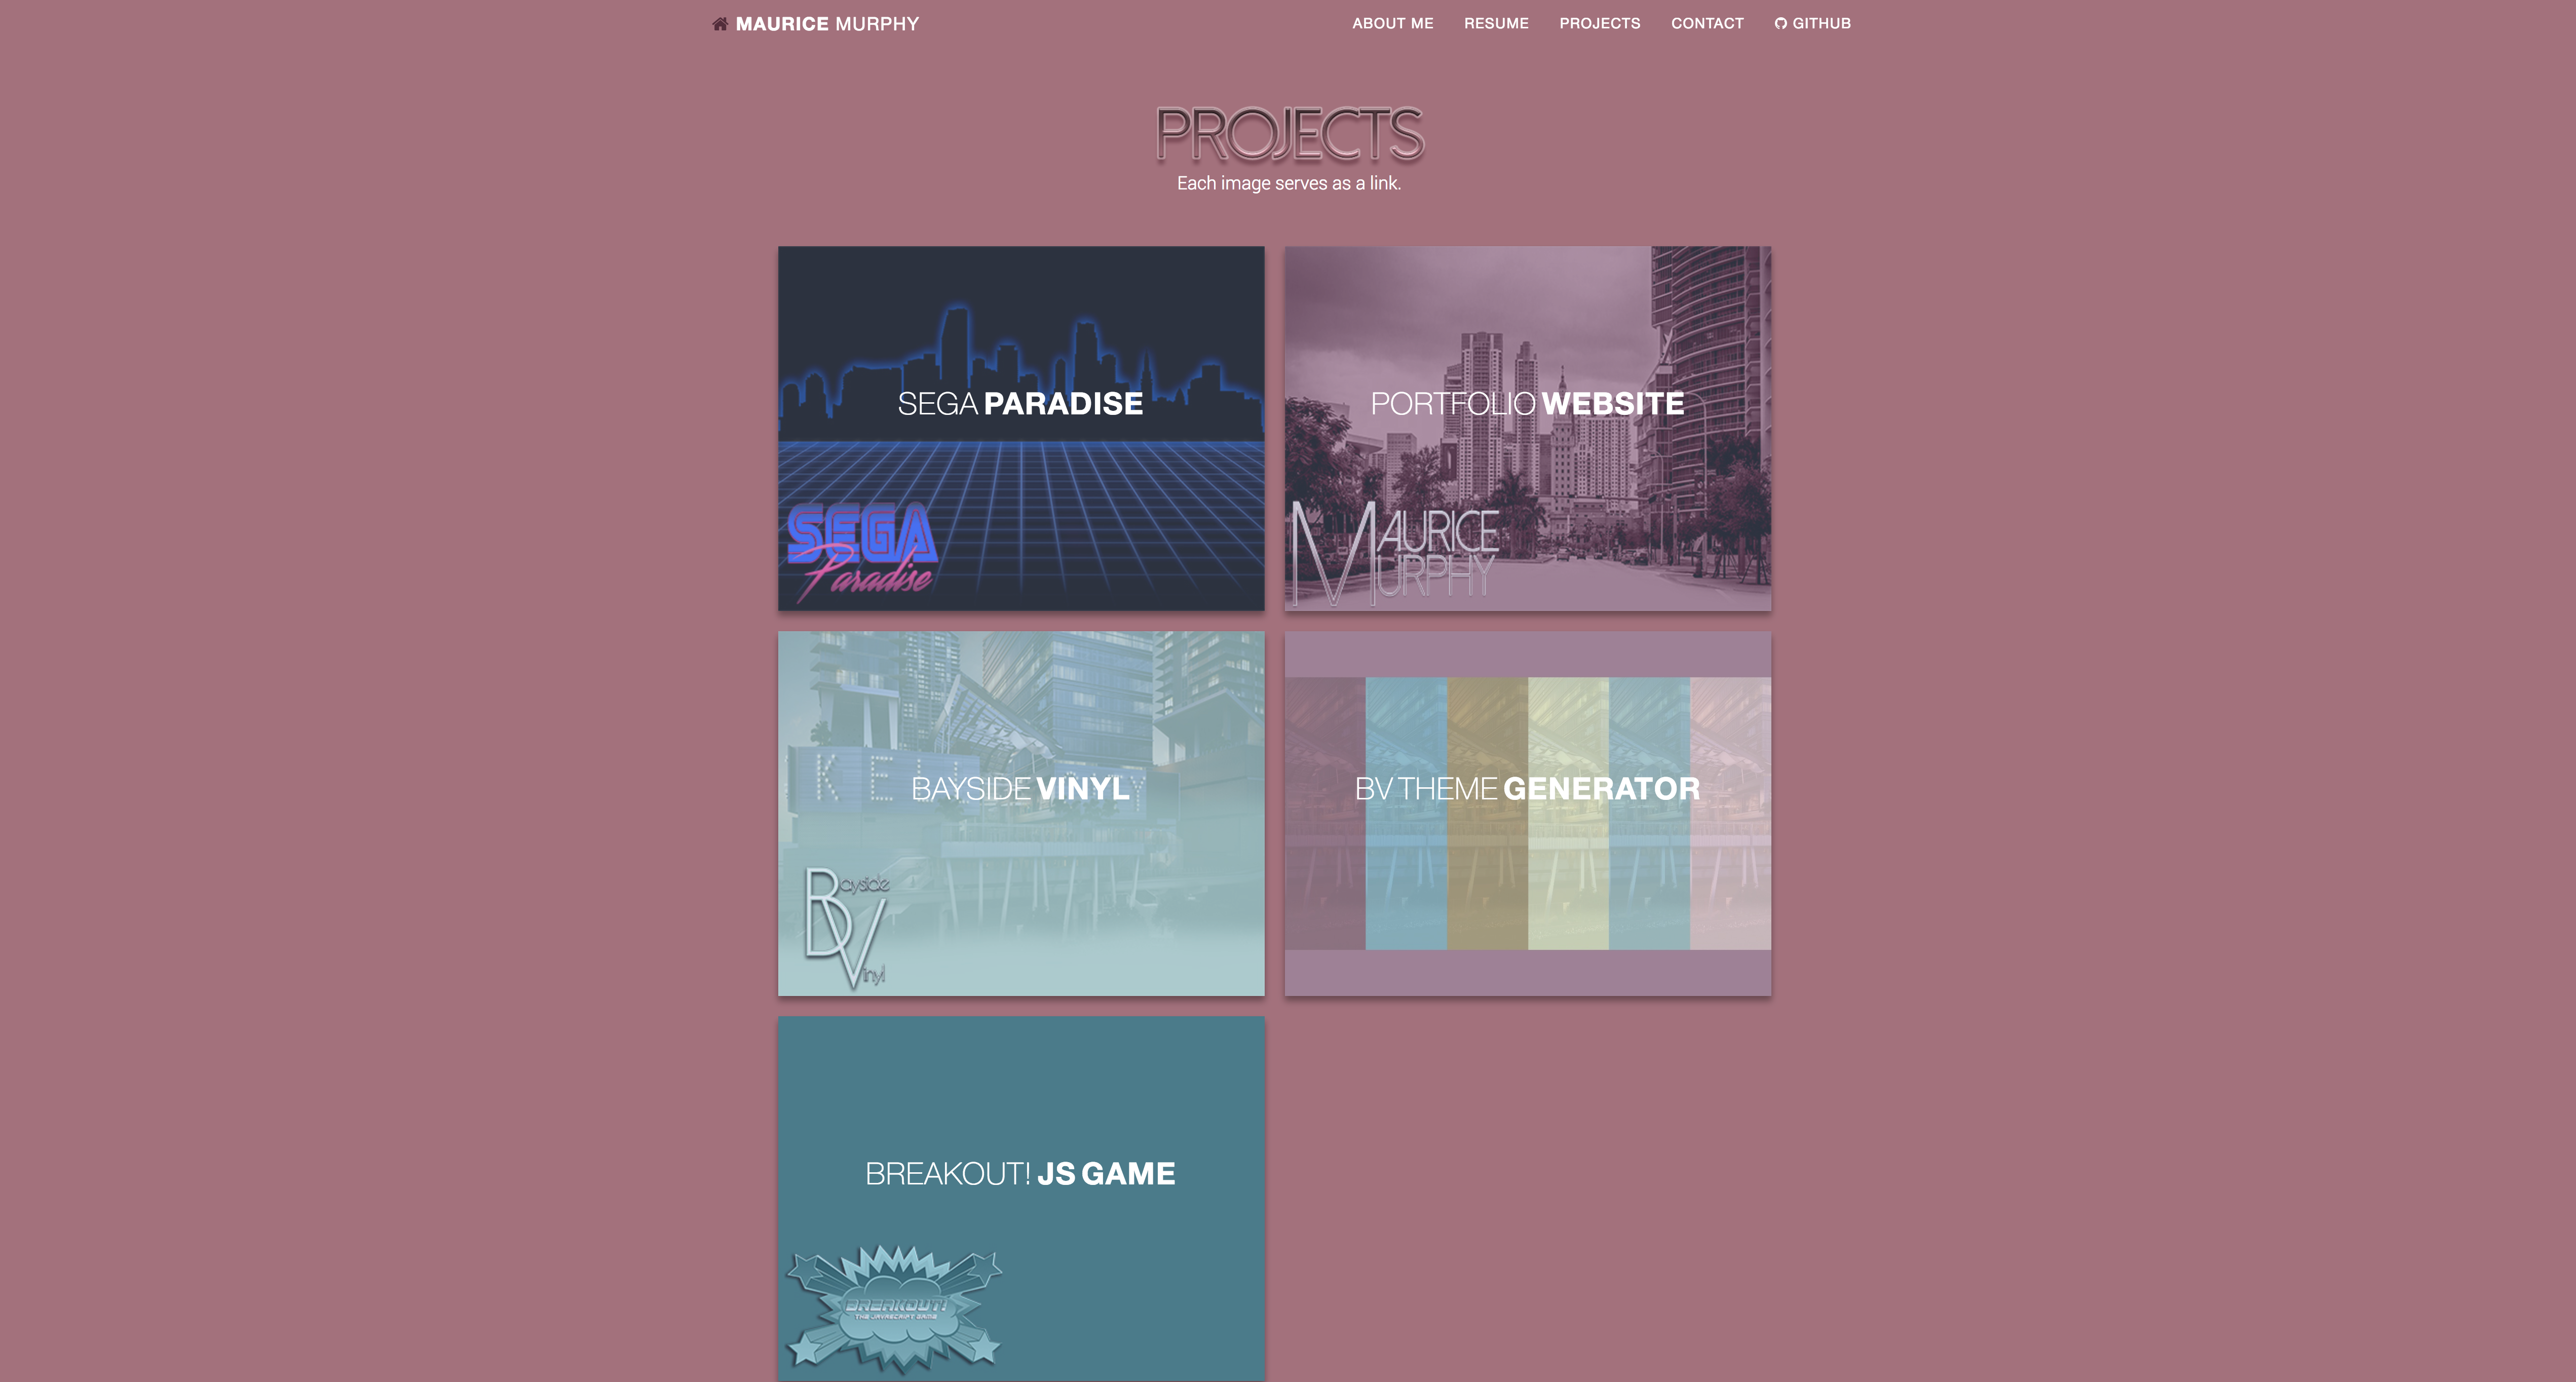 MAURICE MURPHY
ABOUT ME RESUME PROJECTS CONTACT GITHUB
PROJECTS
Each image serves as a link.
SEGA PARADISE
SEGA
Paradise
PORTFOLIO WEBSITE
MAURICE
MURPHY
KELLY
BAYSIDE VINYL
Bayside
Vinyl
BV THEME GENERATOR
BREAKOUT! JS GAME
BREAKOUT!
THE JAVASCRIPT GAME